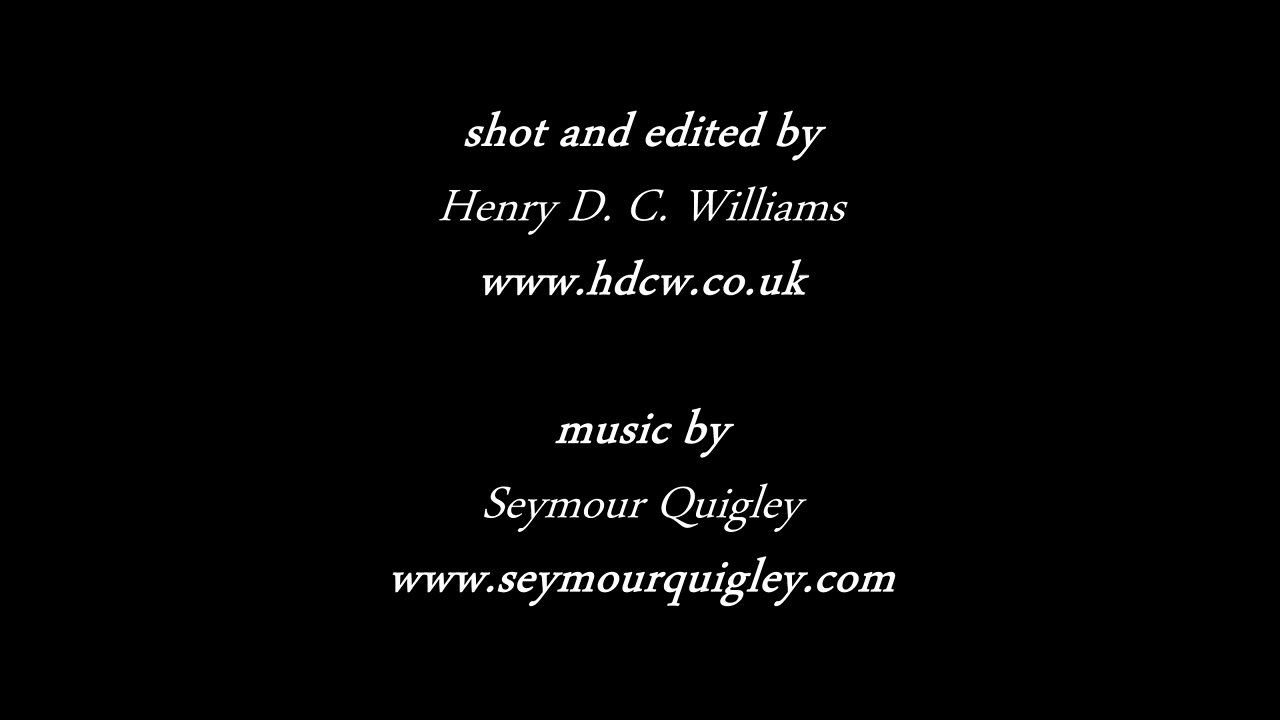 shot and edited by
Henry D. C. Williams
www.hdcw.co.uk
music by
Seymour Quigley
www.seymourquigley.com